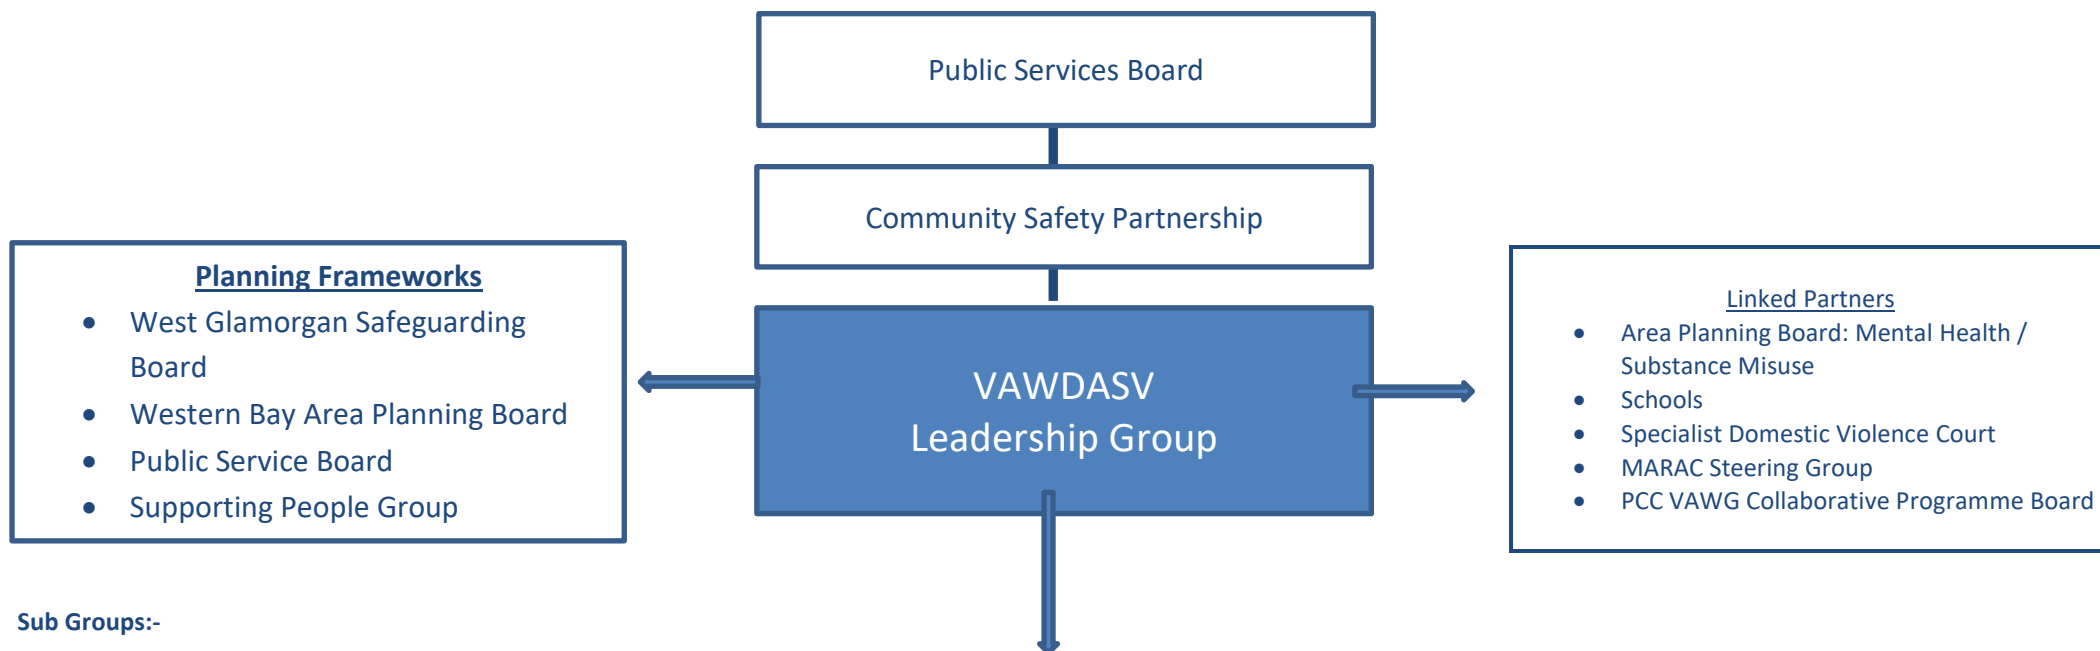 Public Services Board
Community Safety Partnership
Planning Frameworks
• West Glamorgan Safeguarding
Board
• Western Bay Area Planning Board
• Public Service Board
• Supporting People Group
VAWDASV
Leadership Group
Linked Partners
• Area Planning Board: Mental Health /
Substance Misuse
• Schools
• Specialist Domestic Violence Court
• MARAC Steering Group
• PCC VAWG Collaborative Programme Board
Sub Groups:-